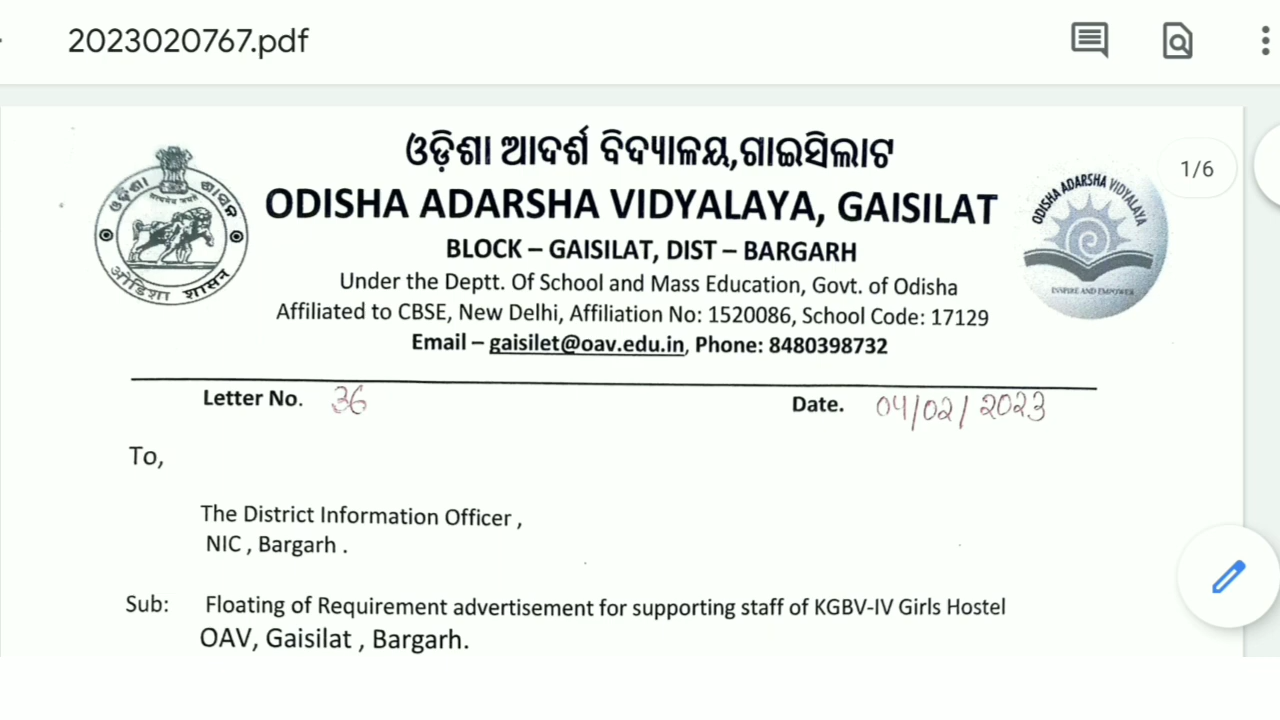 2023020767.pdf
1/6
ଓଡ଼ିଶା ଆଦର୍ଶ ବିଦ୍ୟାଳୟ,ଗାଇସିଲାଟ
ODISHA ADARSHA VIDYALAYA, GAISILAT
BLOCK – GAISILAT, DIST – BARGARH
Under the Deptt. Of School and Mass Education, Govt. of Odisha
Affiliated to CBSE, New Delhi, Affiliation No: 1520086, School Code: 17129
Email – gaisilet@oav.edu.in, Phone: 8480398732
ଓଡ଼ିଶା ଶାସନ
ओडिशा शासन
ODISHA ADARSHA VIDYALAYA
INSPIRE AND EMPOWER
Letter No. 36 Date. 04/02/2023
To,
The District Information Officer ,
NIC , Bargarh .
Sub: Floating of Requirement advertisement for supporting staff of KGBV-IV Girls Hostel
OAV, Gaisilat , Bargarh.